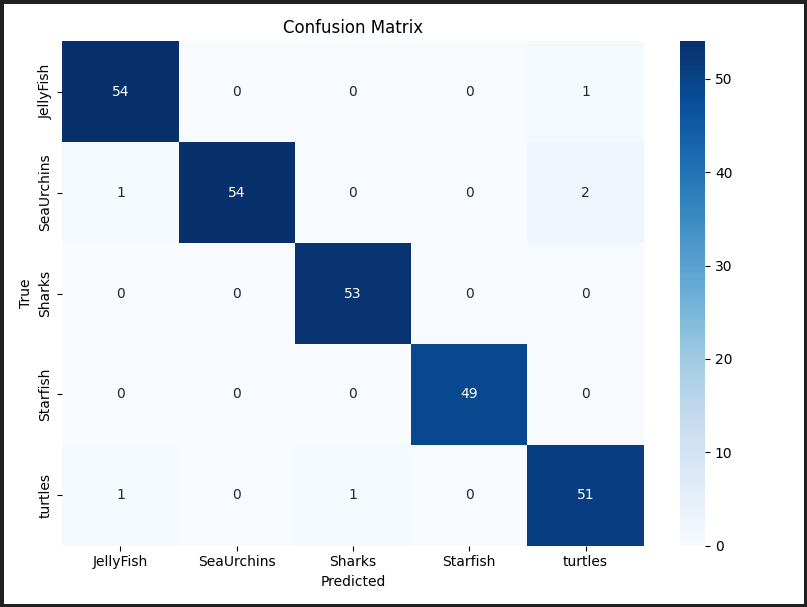 Confusion Matrix
JellyFish 54 0 0 0 1
SeaUrchins 1 54 0 0 2
Sharks 0 0 53 0 0
Starfish 0 0 0 49 0
turtles 1 0 1 0 51
True
JellyFish SeaUrchins Sharks Starfish turtles
Predicted
50
40
30
20
10
0